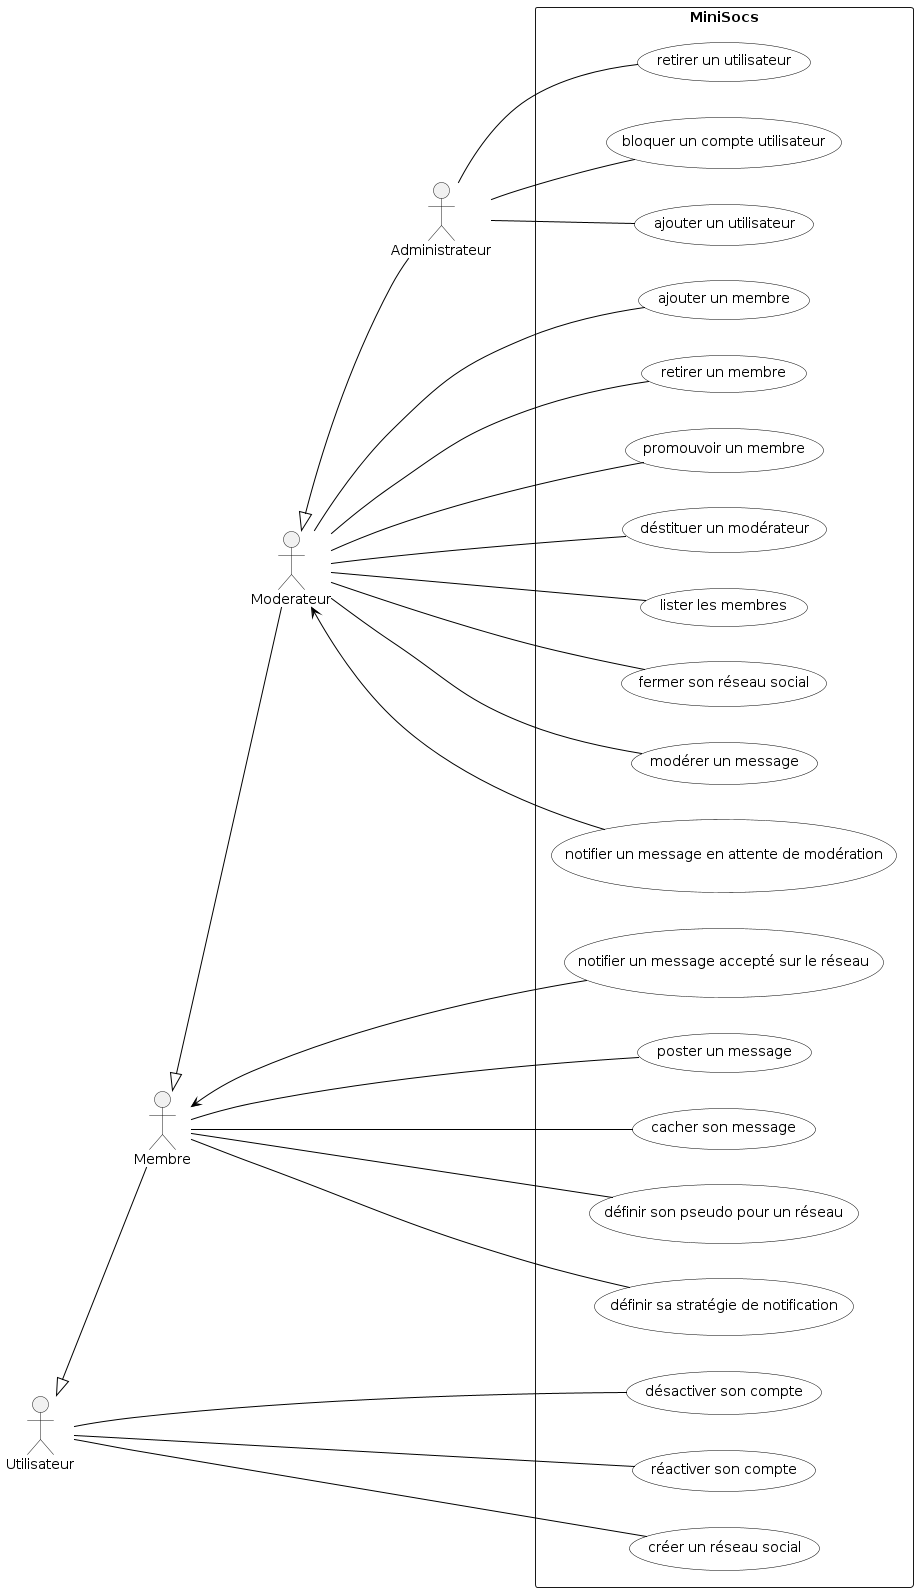 MiniSocs
retirer un utilisateur
bloquer un compte utilisateur
ajouter un utilisateur
Administrateur
ajouter un membre
retirer un membre
promouvoir un membre
déstituer un modérateur
Moderateur
lister les membres
fermer son réseau social
modérer un message
notifier un message en attente de modération
notifier un message accepté sur le réseau
poster un message
cacher son message
Membre
définir son pseudo pour un réseau
définir sa stratégie de notification
désactiver son compte
Utilisateur
réactiver son compte
créer un réseau social